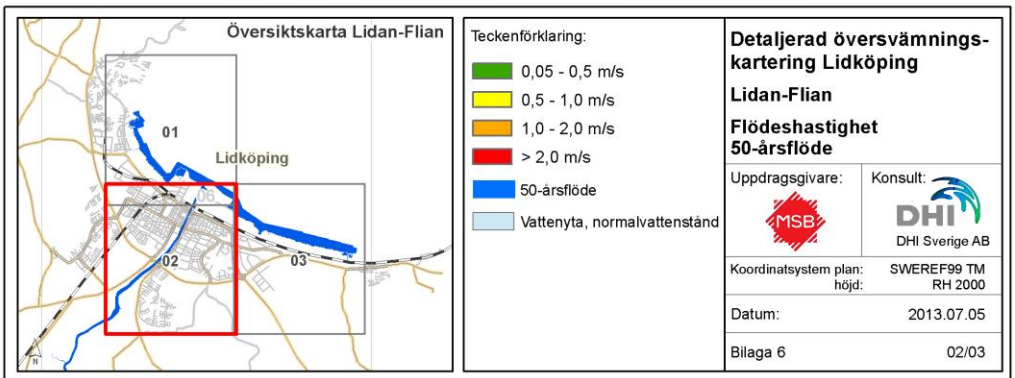 Översiktskarta Lidan-Flian
01
Lidköping
06
02
03
N
Teckenförklaring:
0,05 - 0,5 m/s
0,5 - 1,0 m/s
1,0 - 2,0 m/s
> 2,0 m/s
50-årsflöde
Vattenyta, normalvattenstånd
Detaljerad översvämnings-
kartering Lidköping
Lidan-Flian
Flödeshastighet
50-årsflöde
Uppdragsgivare:
MSB
Konsult:
DHI
DHI Sverige AB
Koordinatsystem plan: SWEREF99 TM
höjd: RH 2000
Datum: 2013.07.05
Bilaga 6 02/03